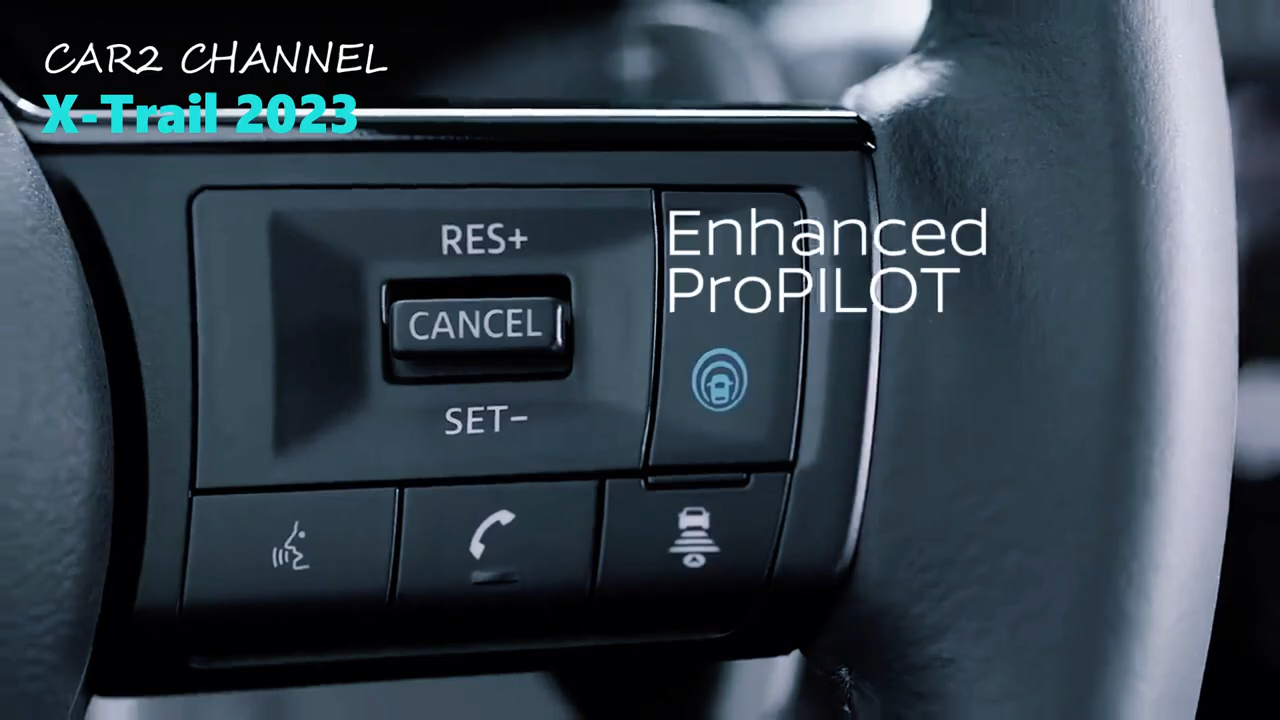 CAR2 CHANNEL
X-Trail 2023
Enhanced
ProPILOT
RES+
CANCEL
SET-